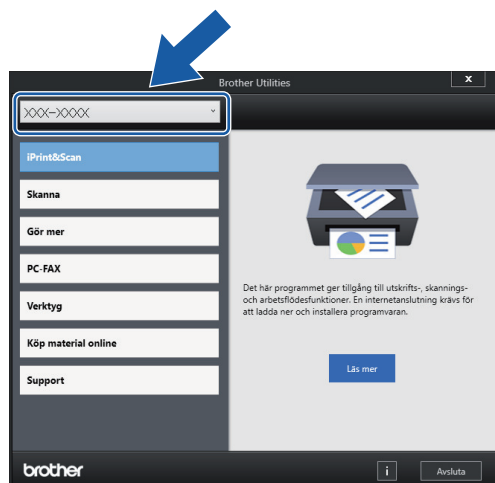 Brother Utilities
X
XXX-XXXX
iPrint&Scan
Skanna
Gör mer
PC-FAX
Verktyg
Köp material online
Support
Det här programmet ger tillgång till utskrifts-, skannings-
och arbetsflödesfunktioner. En internetanslutning krävs för
att ladda ner och installera programvaran.
Läs mer
brother
i
Avsluta